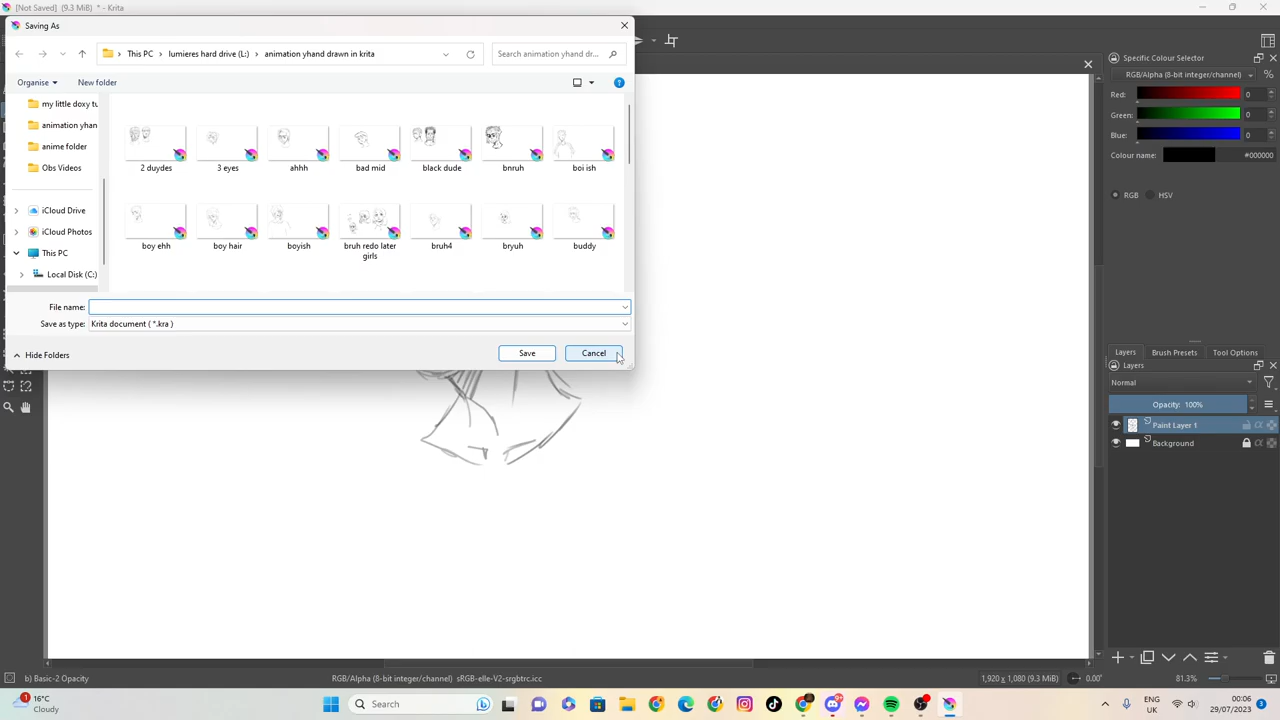 [Not Saved] (9.3 MiB) * - Krita
Saving As
This PC > lumieres hard drive (L:) > animation yhand drawn in krita
Search animation yhand dr...
Organise
New folder
my little doxy tu
animation yhan
anime folder
Obs Videos
iCloud Drive
iCloud Photos
This PC
Local Disk (C:)
2 duydes
3 eyes
ahhh
bad mid
black dude
bnruh
boi ish
boy ehh
boy hair
boyish
bruh redo later
girls
bruh4
bryuh
buddy
File name:
Save as type:
Krita document ( *.kra )
Hide Folders
Save
Cancel
Specific Colour Selector
RGB/Alpha (8-bit integer/channel)
%
Red:
0
Green:
0
Blue:
0
Colour name:
#000000
RGB
HSV
Layers
Brush Presets
Tool Options
Layers
Normal
Opacity: 100%
Paint Layer 1
Background
b) Basic-2 Opacity
RGB/Alpha (8-bit integer/channel) sRGB-elle-V2-srgbtrc.icc
1,920 x 1,080 (9.3 MiB)
0.00°
81.3%
1
16°C
Cloudy
Search
9+
ENG
UK
00:06
29/07/2023